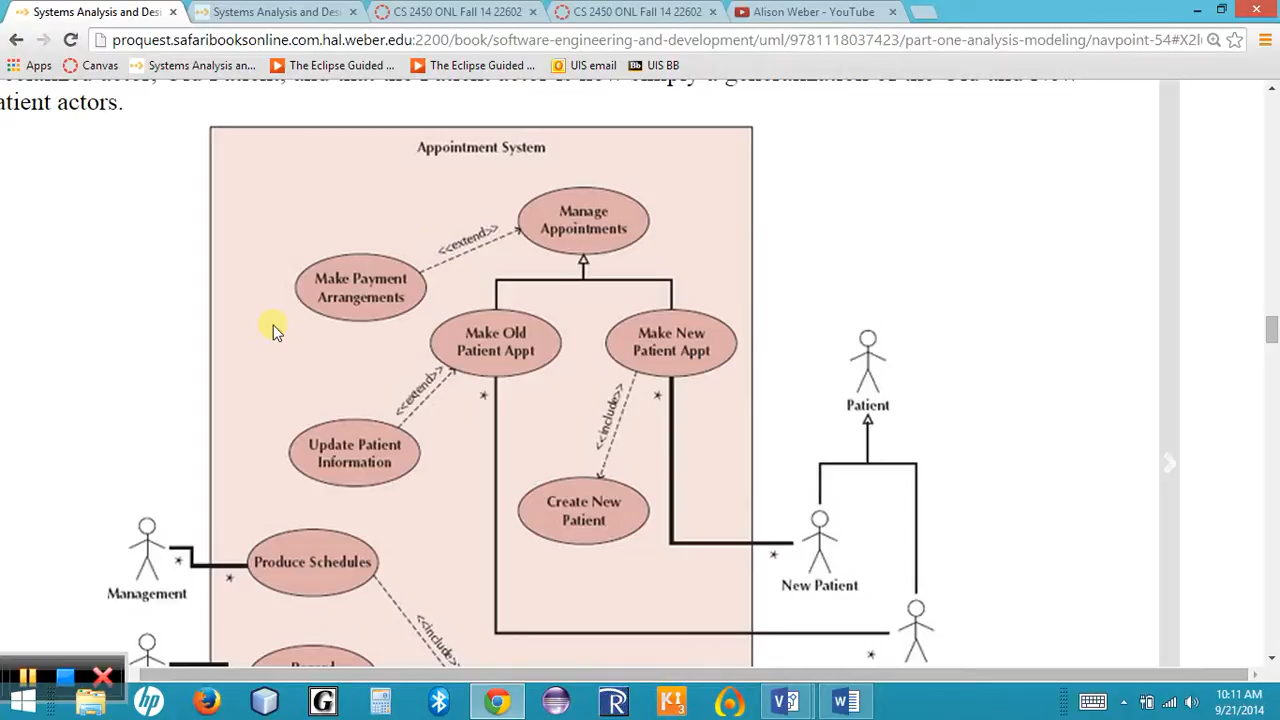 Systems Analysis and Desi
Systems Analysis and Desi
CS 2450 ONL Fall 14 22602
CS 2450 ONL Fall 14 22602
Alison Weber - YouTube
proquest.safaribooksonline.com.hal.weber.edu:2200/book/software-engineering-and-development/uml/9781118037423/part-one-analysis-modeling/navpoint-54#X2l
Apps
Canvas
Systems Analysis an...
The Eclipse Guided ...
The Eclipse Guided ...
UIS email
Bb UIS BB
atient actors.
Appointment System
Manage
Appointments
<<extend>>
Make Payment
Arrangements
Make Old
Patient Appt
Make New
Patient Appt
<<extend>>
*
*
<<include>>
Patient
Update Patient
Information
Create New
Patient
Produce Schedules
*
*
Management
*
New Patient
<<include>>
*
10:11 AM
9/21/2014